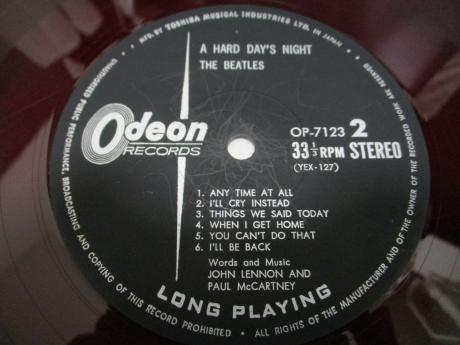 MFD. BY TOSHIBA MUSICAL INDUSTRIES LTD. IN JAPAN • ALL RIGHTS OF THE MANUFACTURER AND OF THE OWNER OF THE RECORDED WORK ARE RESERVED • UNAUTHORISED PUBLIC PERFORMANCE, BROADCASTING AND COPYING OF THIS RECORD PROHIBITED •
A HARD DAY'S NIGHT
THE BEATLES
Odeon
RECORDS
OP-7123 2
33 1/3 RPM STEREO
(YEX-127)
1. ANY TIME AT ALL
2. I'LL CRY INSTEAD
3. THINGS WE SAID TODAY
4. WHEN I GET HOME
5. YOU CAN'T DO THAT
6. I'LL BE BACK
Words and Music
JOHN LENNON AND
PAUL McCARTNEY
LONG PLAYING